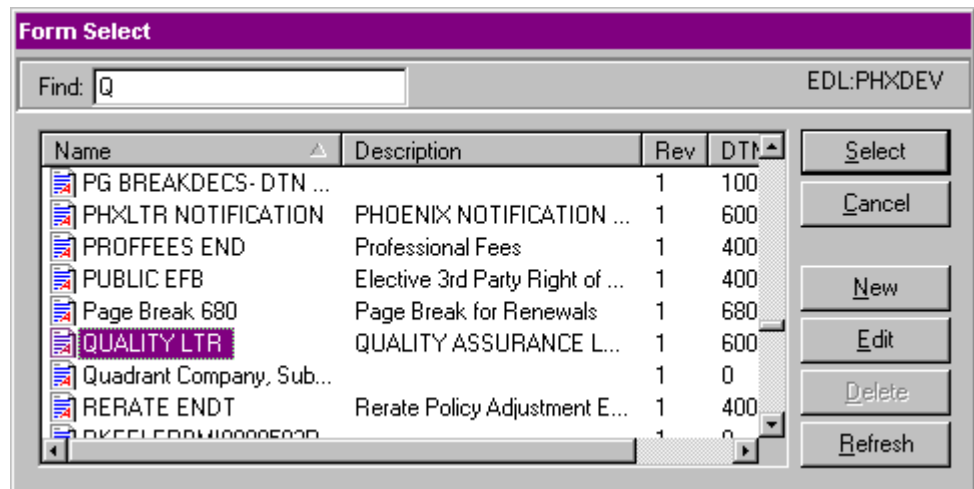 Form Select
Find: Q EDL:PHXDEV
Name Description Rev DTN
PG BREAKDECS- DTN ... 1 100
PHXLTR NOTIFICATION PHOENIX NOTIFICATION ... 1 600
PROFFEES END Professional Fees 1 400
PUBLIC EFB Elective 3rd Party Right of ... 1 400
Page Break 680 Page Break for Renewals 1 680
QUALITY LTR QUALITY ASSURANCE L... 1 600
Quadrant Company, Sub... 1 0
RERATE ENDT Rerate Policy Adjustment E... 1 400
1 0
Select
Cancel
New
Edit
Delete
Refresh